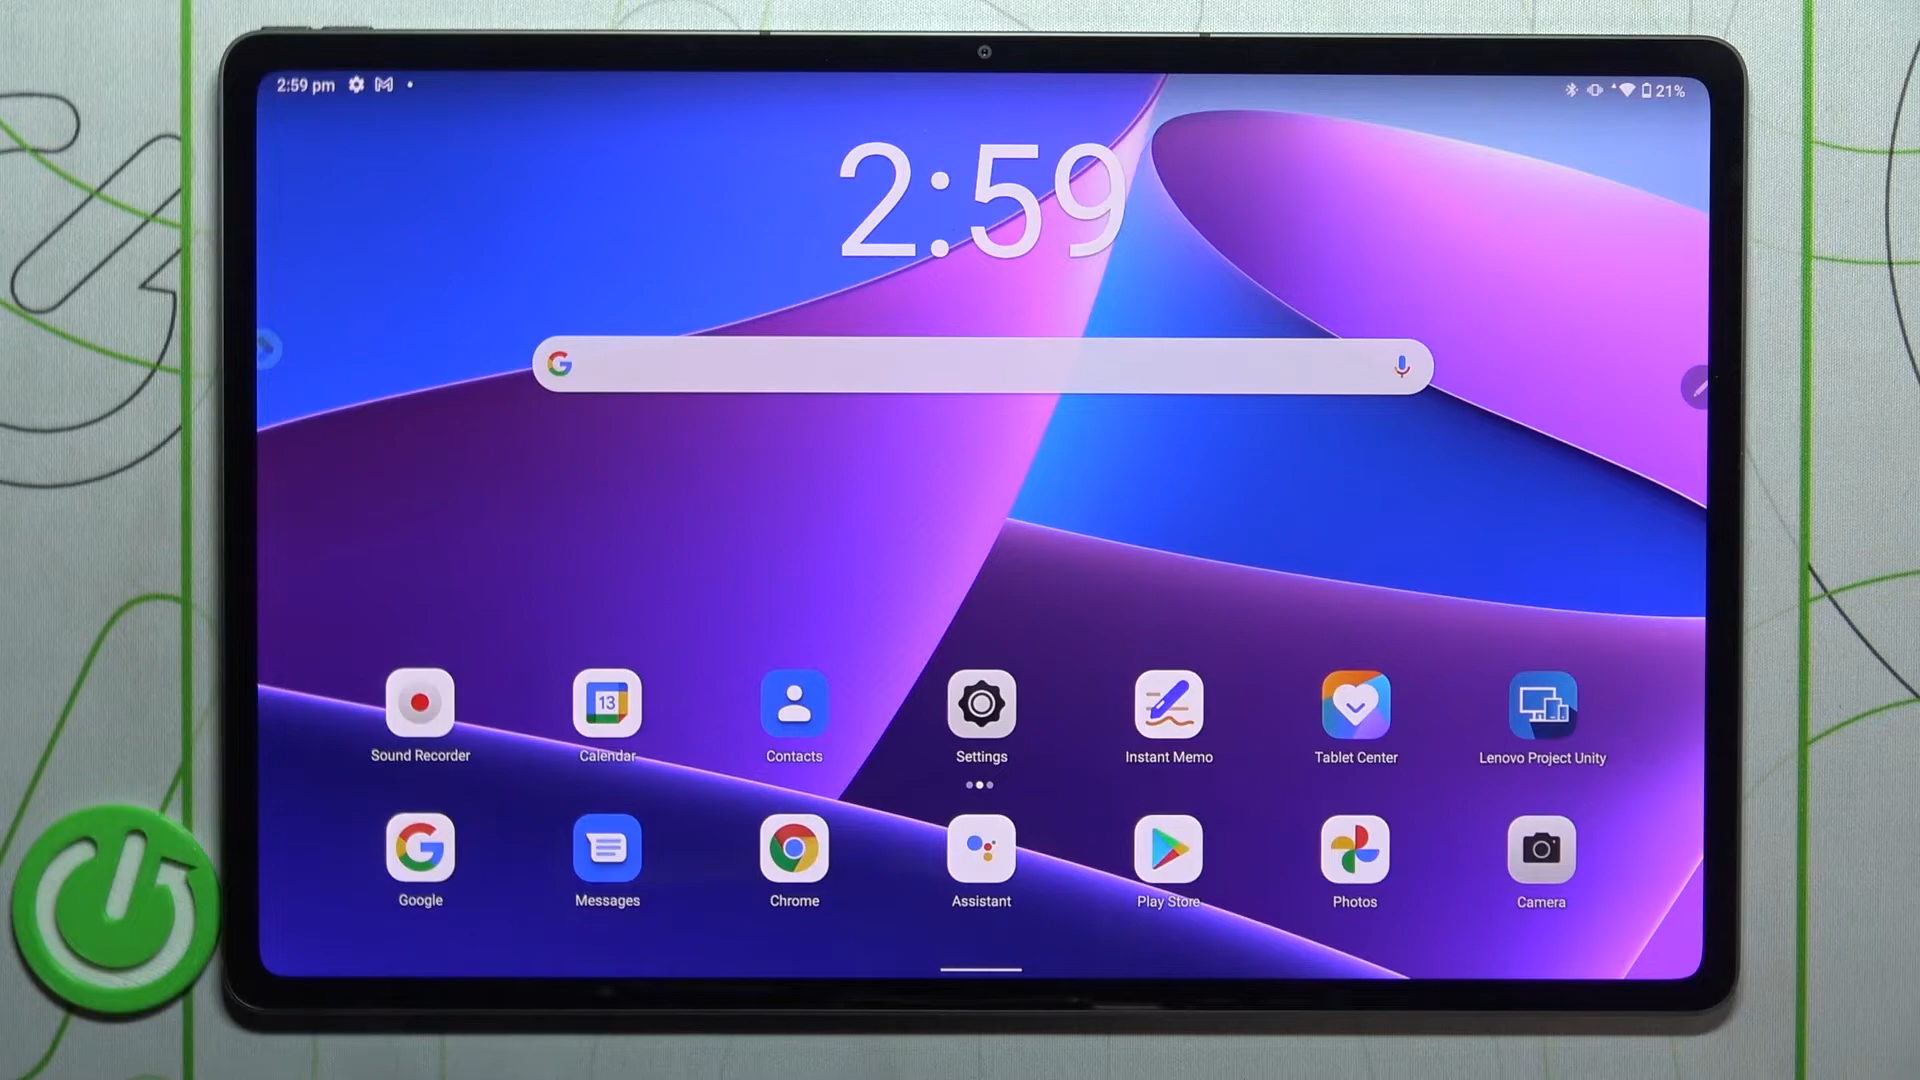 2:59 pm
21%
2:59
13
Sound Recorder
Calendar
Contacts
Settings
Instant Memo
Tablet Center
Lenovo Project Unity
Google
Messages
Chrome
Assistant
Play Store
Photos
Camera